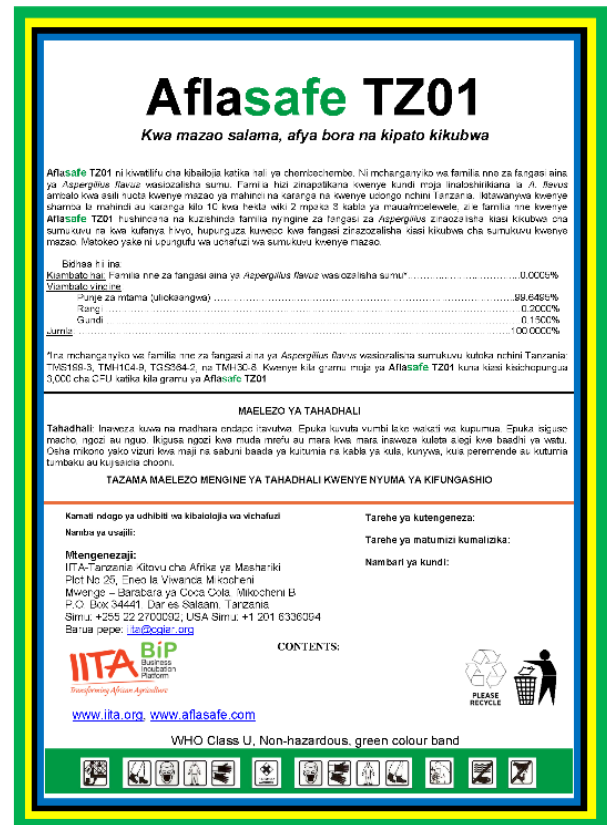 Aflasafe TZ01
Kwa mazao salama, afya bora na kipato kikubwa
Aflasafe TZ01 ni kiwatilifu cha kibailojia katika hali ya chembechembe. Ni mchanganyiko wa familia nne za fangasi aina
ya Aspergillus flavus wasiozalisha sumu. Familia hizi zinapatikana kwenye kundi moja linaloshirikiana la A. flavus
ambalo kwa asili huota kwenye mazao ya mahindi na karanga na kwenye udongo nchini Tanzania. Ikitawanywa kwenye
shamba la mahindi au karanga kilo 10 kwa hekta wiki 2 mpaka 3 kabla ya maua/mbelewele, zile familia nne kwenye
Aflasafe TZ01 hushindana na kuzishinda familia nyingine za fangasi za Aspergillus zinazozalisha kiasi kikubwa cha
sumukuvu na kwa kufanya hivyo, hupunguza kuwepo kwa fangasi zinazozalisha kiasi kikubwa cha sumukuvu kwenye
mazao. Matokeo yake ni upungufu wa uchafuzi wa sumukuvu kwenye mazao.
Bidhaa hii ina:
Kiambato hai: Familia nne za fangasi aina ya Aspergillus flavus wasiozalisha sumu*.......................0.0005%
Viambato vingine
Punje za mtama (uliokaangwa) .......................99.6495%
Rangi .......................0.2000%
Gundi .......................0.1500%
Jumla .......................100.0000%
*Ina mchanganyiko wa familia nne za fangasi aina ya Aspergillus flavus wasiozalisha sumukuvu kutoka nchini Tanzania:
TMS199-3, TMH104-9, TGS364-2, na TMH30-8. Kwenye kila gramu moja ya Aflasafe TZ01 kuna kiasi kisichopungua
3,000 cha CFU katika kila gramu ya Aflasafe TZ01
MAELEZO YA TAHADHALI
Tahadhali: Inaweza kuwa na madhara endapo itavutwa. Epuka kuvuta vumbi lake wakati wa kupumua. Epuka isiguse
macho, ngozi au nguo. Ikigusa ngozi kwa muda mrefu au mara kwa mara inaweza kuleta alegi kwa baadhi ya watu.
Osha mikono yako vizuri kwa maji na sabuni baada ya kuitumia na kabla ya kula, kunywa, kula peremende au kutumia
tumbaku au kujisaidia chooni.
TAZAMA MAELEZO MENGINE YA TAHADHALI KWENYE NYUMA YA KIFUNGASHIO
Kamati ndogo ya udhibiti wa kibaiolojia wa vichafuzi
Namba ya usajili:
Mtengenezaji:
IITA-Tanzania Kitovu cha Afrika ya Mashariki
Plot No 25, Eneo la Viwanda Mikocheni
Mwenge – Barabara ya Coca Cola, Mikocheni B
P.O. Box 34441, Dar es Salaam, Tanzania
Simu: +255 22 2700092; USA Simu: +1 201 6336094
Barua pepe: iita@cgiar.org
Tarehe ya kutengeneza:
Tarehe ya matumizi kumalizika:
Nambari ya kundi:
CONTENTS:
IITA
BiP
Business
Incubation
Platform
Transforming African Agriculture
PLEASE
RECYCLE
www.iita.org, www.aflasafe.com
WHO Class U, Non-hazardous, green colour band